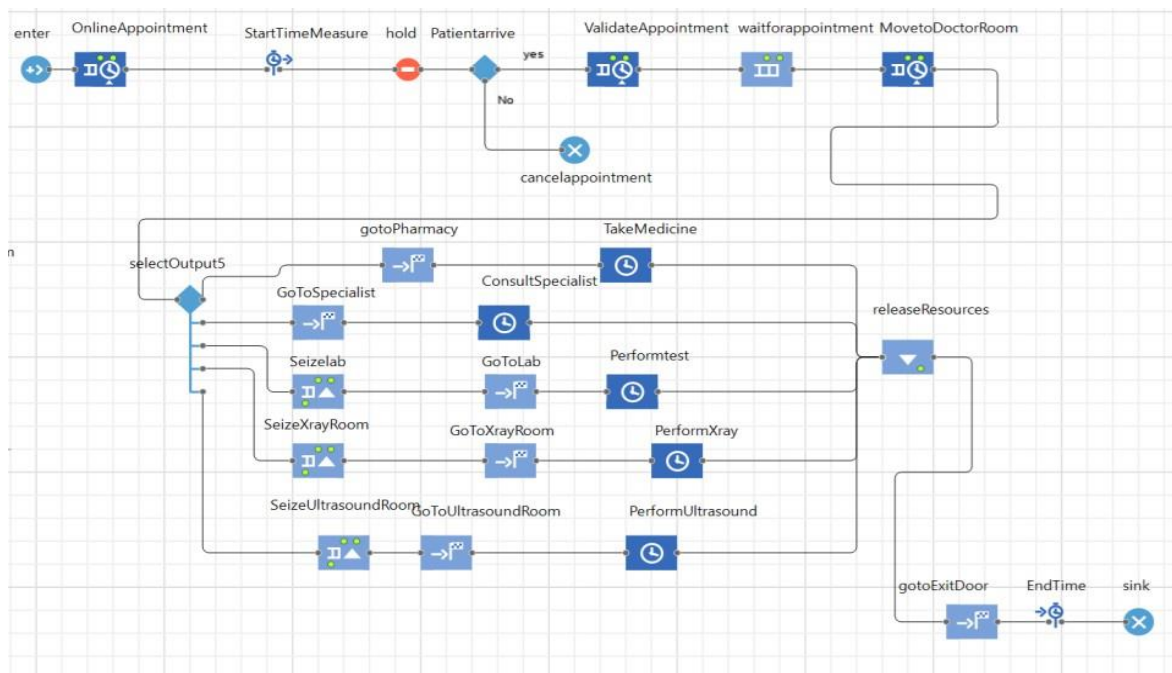 enter
OnlineAppointment
StartTimeMeasure
hold
Patientarrive
yes
ValidateAppointment
waitforappointment
MovetoDoctorRoom
No
cancelappointment
gotoPharmacy
TakeMedicine
n
selectOutput5
GoToSpecialist
ConsultSpecialist
releaseResources
Seizelab
GoToLab
Performtest
SeizeXrayRoom
GoToXrayRoom
PerformXray
SeizeUltrasoundRoom
GoToUltrasoundRoom
PerformUltrasound
gotoExitDoor
EndTime
sink